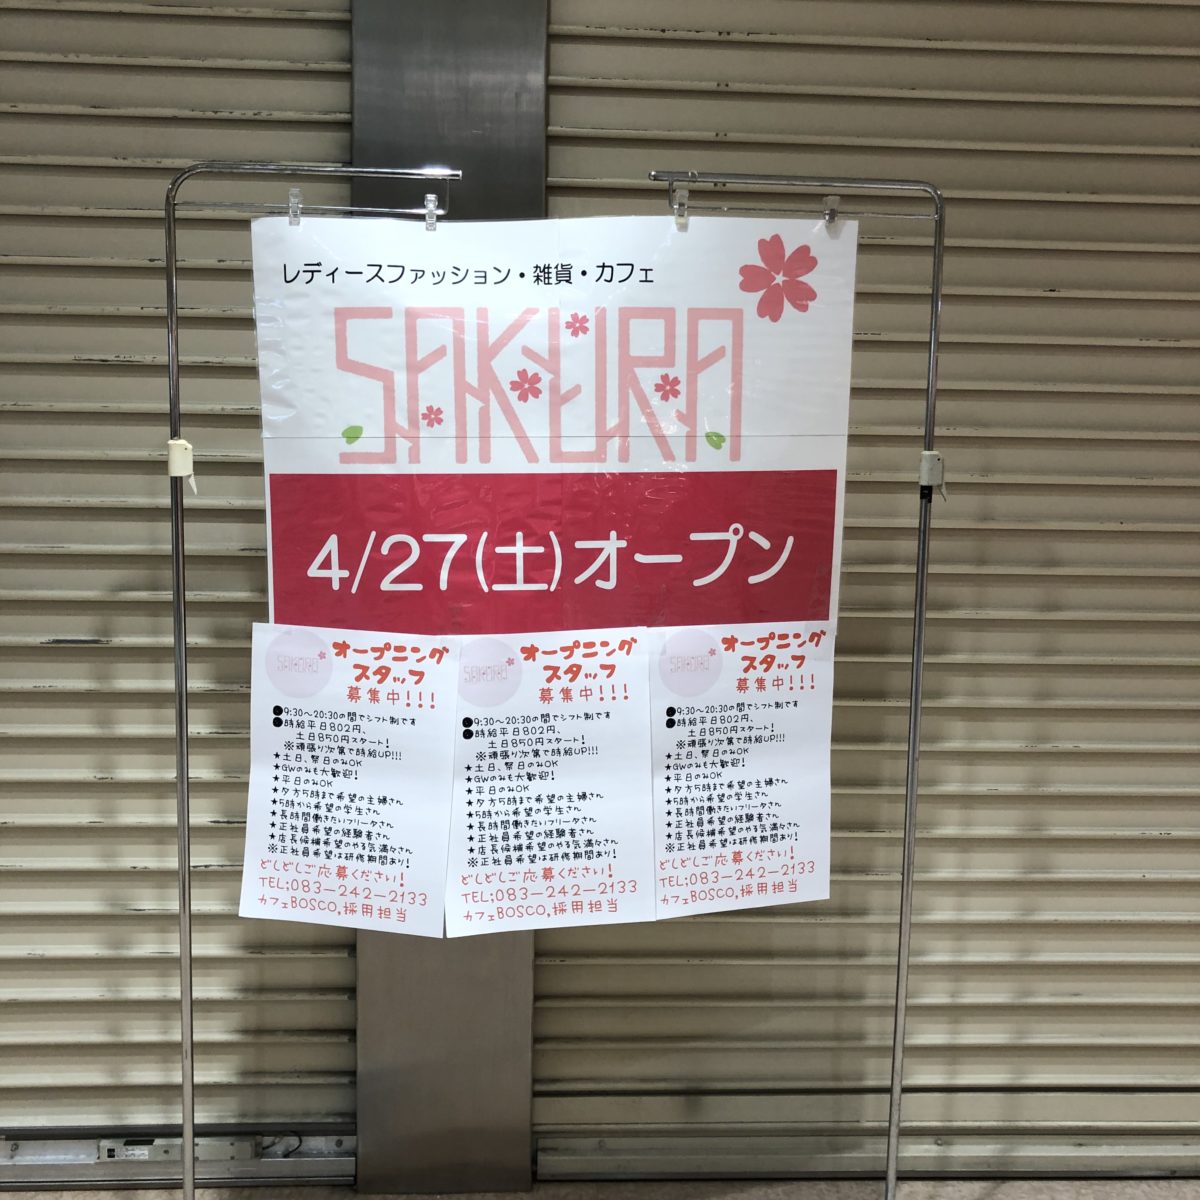 レディースファッション・雑貨・カフェ
SAKURA
4/27(土)オープン
SAKURA
オープニング
スタッフ
募集中!!!
●9:30〜20:30の間でシフト制です
●時給平日802円、
土日850円スタート!
※頑張り次第で時給UP!!!
★土日、祭日のみOK
★GWのみも大歓迎!
★平日のみOK
★夕方5時まで希望の主婦さん
★5時から希望の学生さん
★長時間働きたいフリータさん
★正社員希望の経験者さん
★店長候補希望のやる気満々さん
※正社員希望は研修期間あり!
どしどしご応募ください!
TEL;083-242-2133
カフェBOSCO,採用担当
SAKURA
オープニング
スタッフ
募集中!!!
●9:30〜20:30の間でシフト制です
●時給平日802円、
土日850円スタート!
※頑張り次第で時給UP!!!
★土日、祭日のみOK
★GWのみも大歓迎!
★平日のみOK
★夕方5時まで希望の主婦さん
★5時から希望の学生さん
★長時間働きたいフリータさん
★正社員希望の経験者さん
★店長候補希望のやる気満々さん
※正社員希望は研修期間あり!
どしどしご応募ください!
TEL;083-242-2133
カフェBOSCO,採用担当
SAKURA
オープニング
スタッフ
募集中!!!
●9:30〜20:30の間でシフト制です
●時給平日802円、
土日850円スタート!
※頑張り次第で時給UP!!!
★土日、祭日のみOK
★GWのみも大歓迎!
★平日のみOK
★夕方5時まで希望の主婦さん
★5時から希望の学生さん
★長時間働きたいフリータさん
★正社員希望の経験者さん
★店長候補希望のやる気満々さん
※正社員希望は研修期間あり!
どしどしご応募ください!
TEL;083-242-2133
カフェBOSCO,採用担当